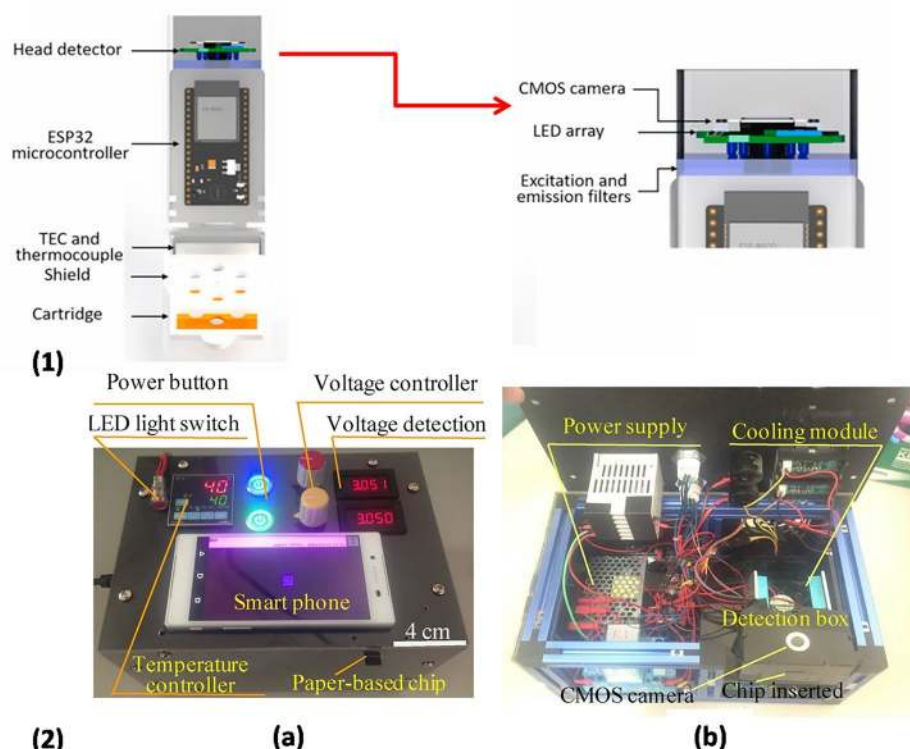 Head detector
ESP32
microcontroller
TEC and
thermocouple
Shield
Cartridge
CMOS camera
LED array
Excitation and
emission filters
(1)
Power button
LED light switch
Voltage controller
Voltage detection
40
40
3.051
3.050
Smart phone
4 cm
Temperature
controller
Paper-based chip
Power supply
Cooling module
Detection box
CMOS camera
Chip inserted
(2)
(a)
(b)